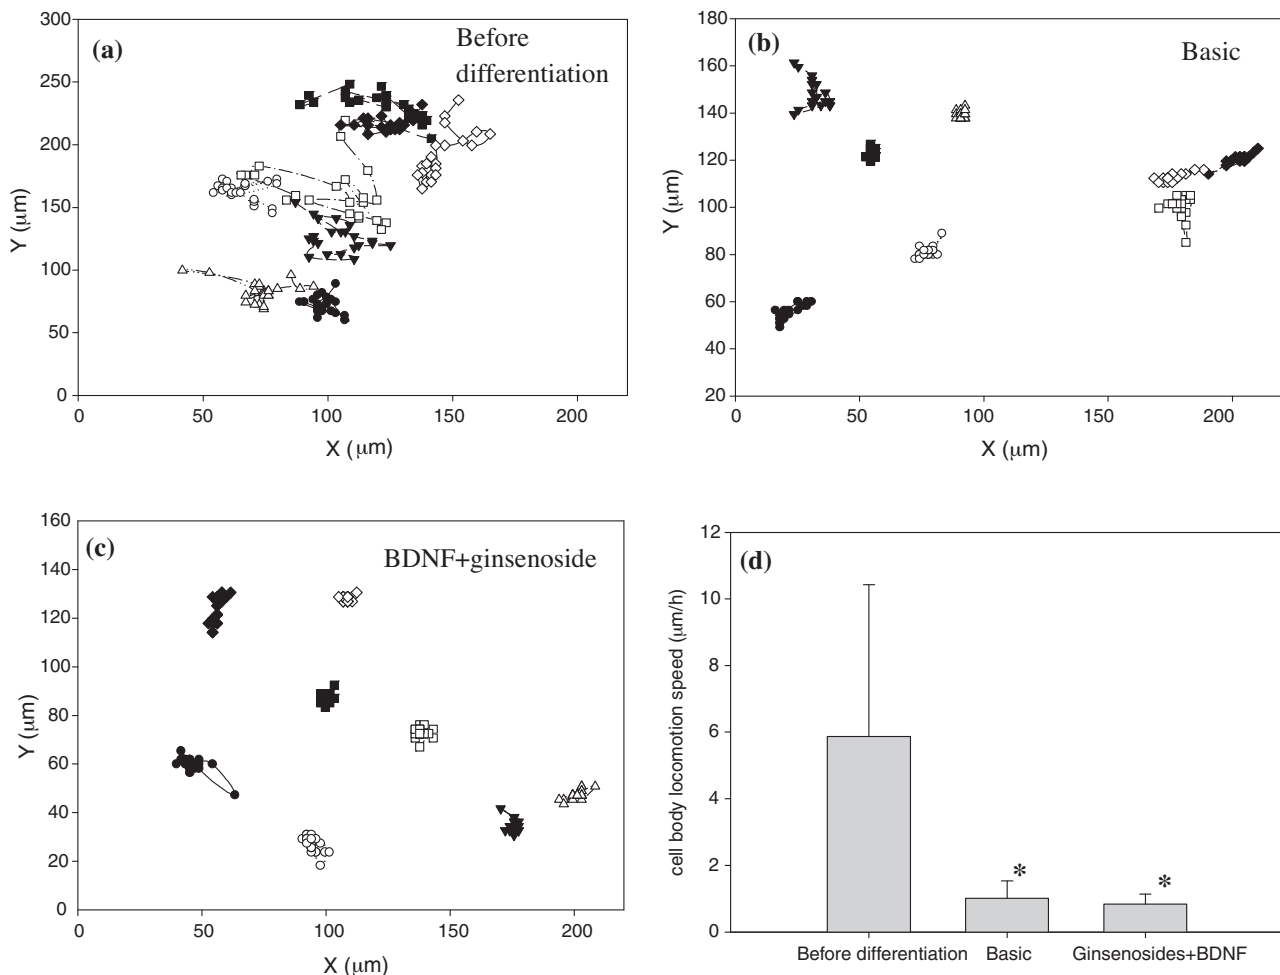 (a)
Before
differentiation
300
250
200
150
100
50
0
Y (μm)
0 50 100 150 200
X (μm)
(b)
Basic
180
160
140
120
100
80
60
40
20
Y (μm)
0 50 100 150 200
X (μm)
(c)
BDNF+ginsenoside
160
140
120
100
80
60
40
20
0
Y (μm)
0 50 100 150 200
X (μm)
(d)
12
10
8
6
4
2
0
cell body locomotion speed (μm/h)
* *
Before differentiation Basic Ginsenosides+BDNF